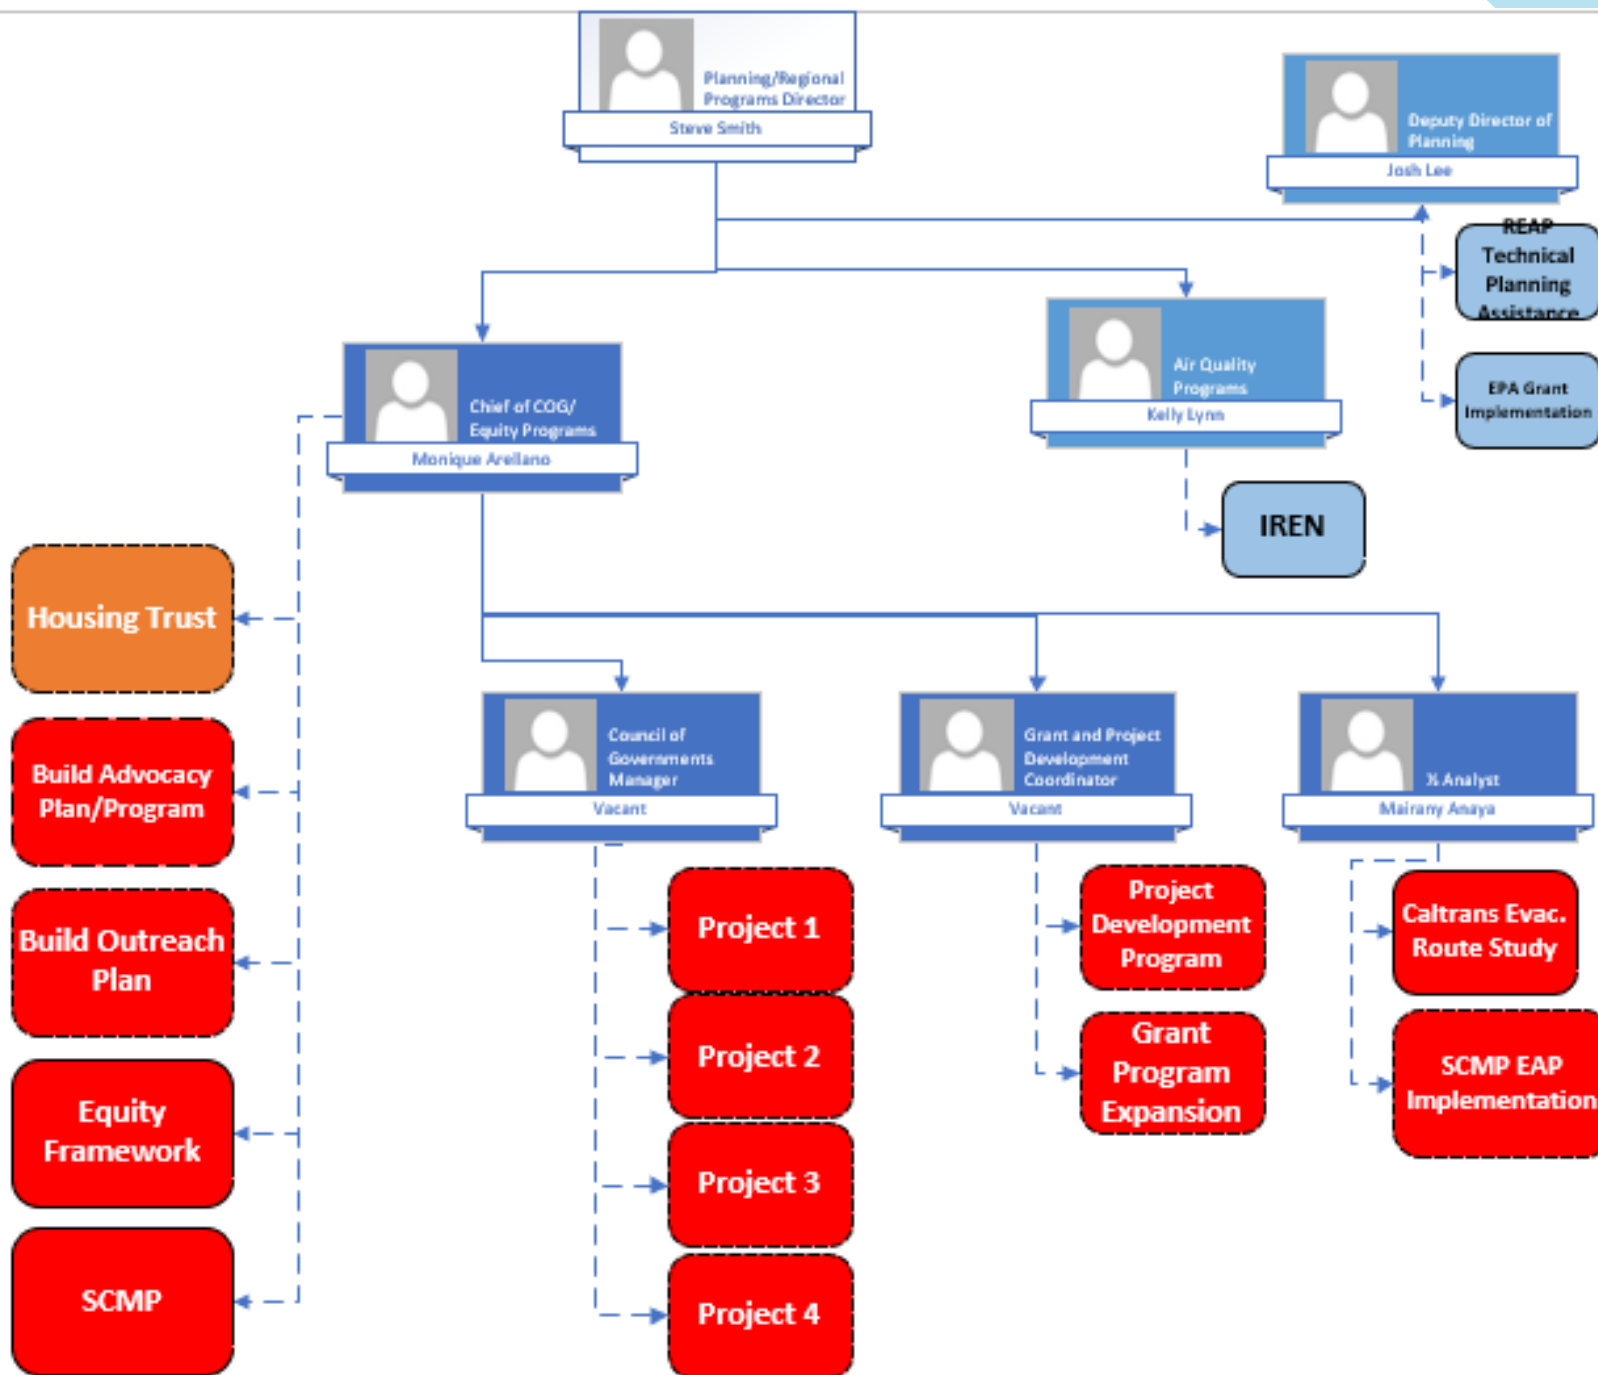 Planning/Regional
Programs Director
Steve Smith
Deputy Director of
Planning
Josh Lee
REAP
Technical
Planning
Assistance
EPA Grant
Implementation
Air Quality
Programs
Kelly Lynn
IREN
Chief of COG/
Equity Programs
Monique Arellano
Housing Trust
Build Advocacy
Plan/Program
Build Outreach
Plan
Equity
Framework
SCMP
Council of
Governments
Manager
Vacant
Project 1
Project 2
Project 3
Project 4
Grant and Project
Development
Coordinator
Vacant
Project
Development
Program
Grant
Program
Expansion
Analyst
Mairany Anaya
Caltrans Evac.
Route Study
SCMP EAP
Implementation